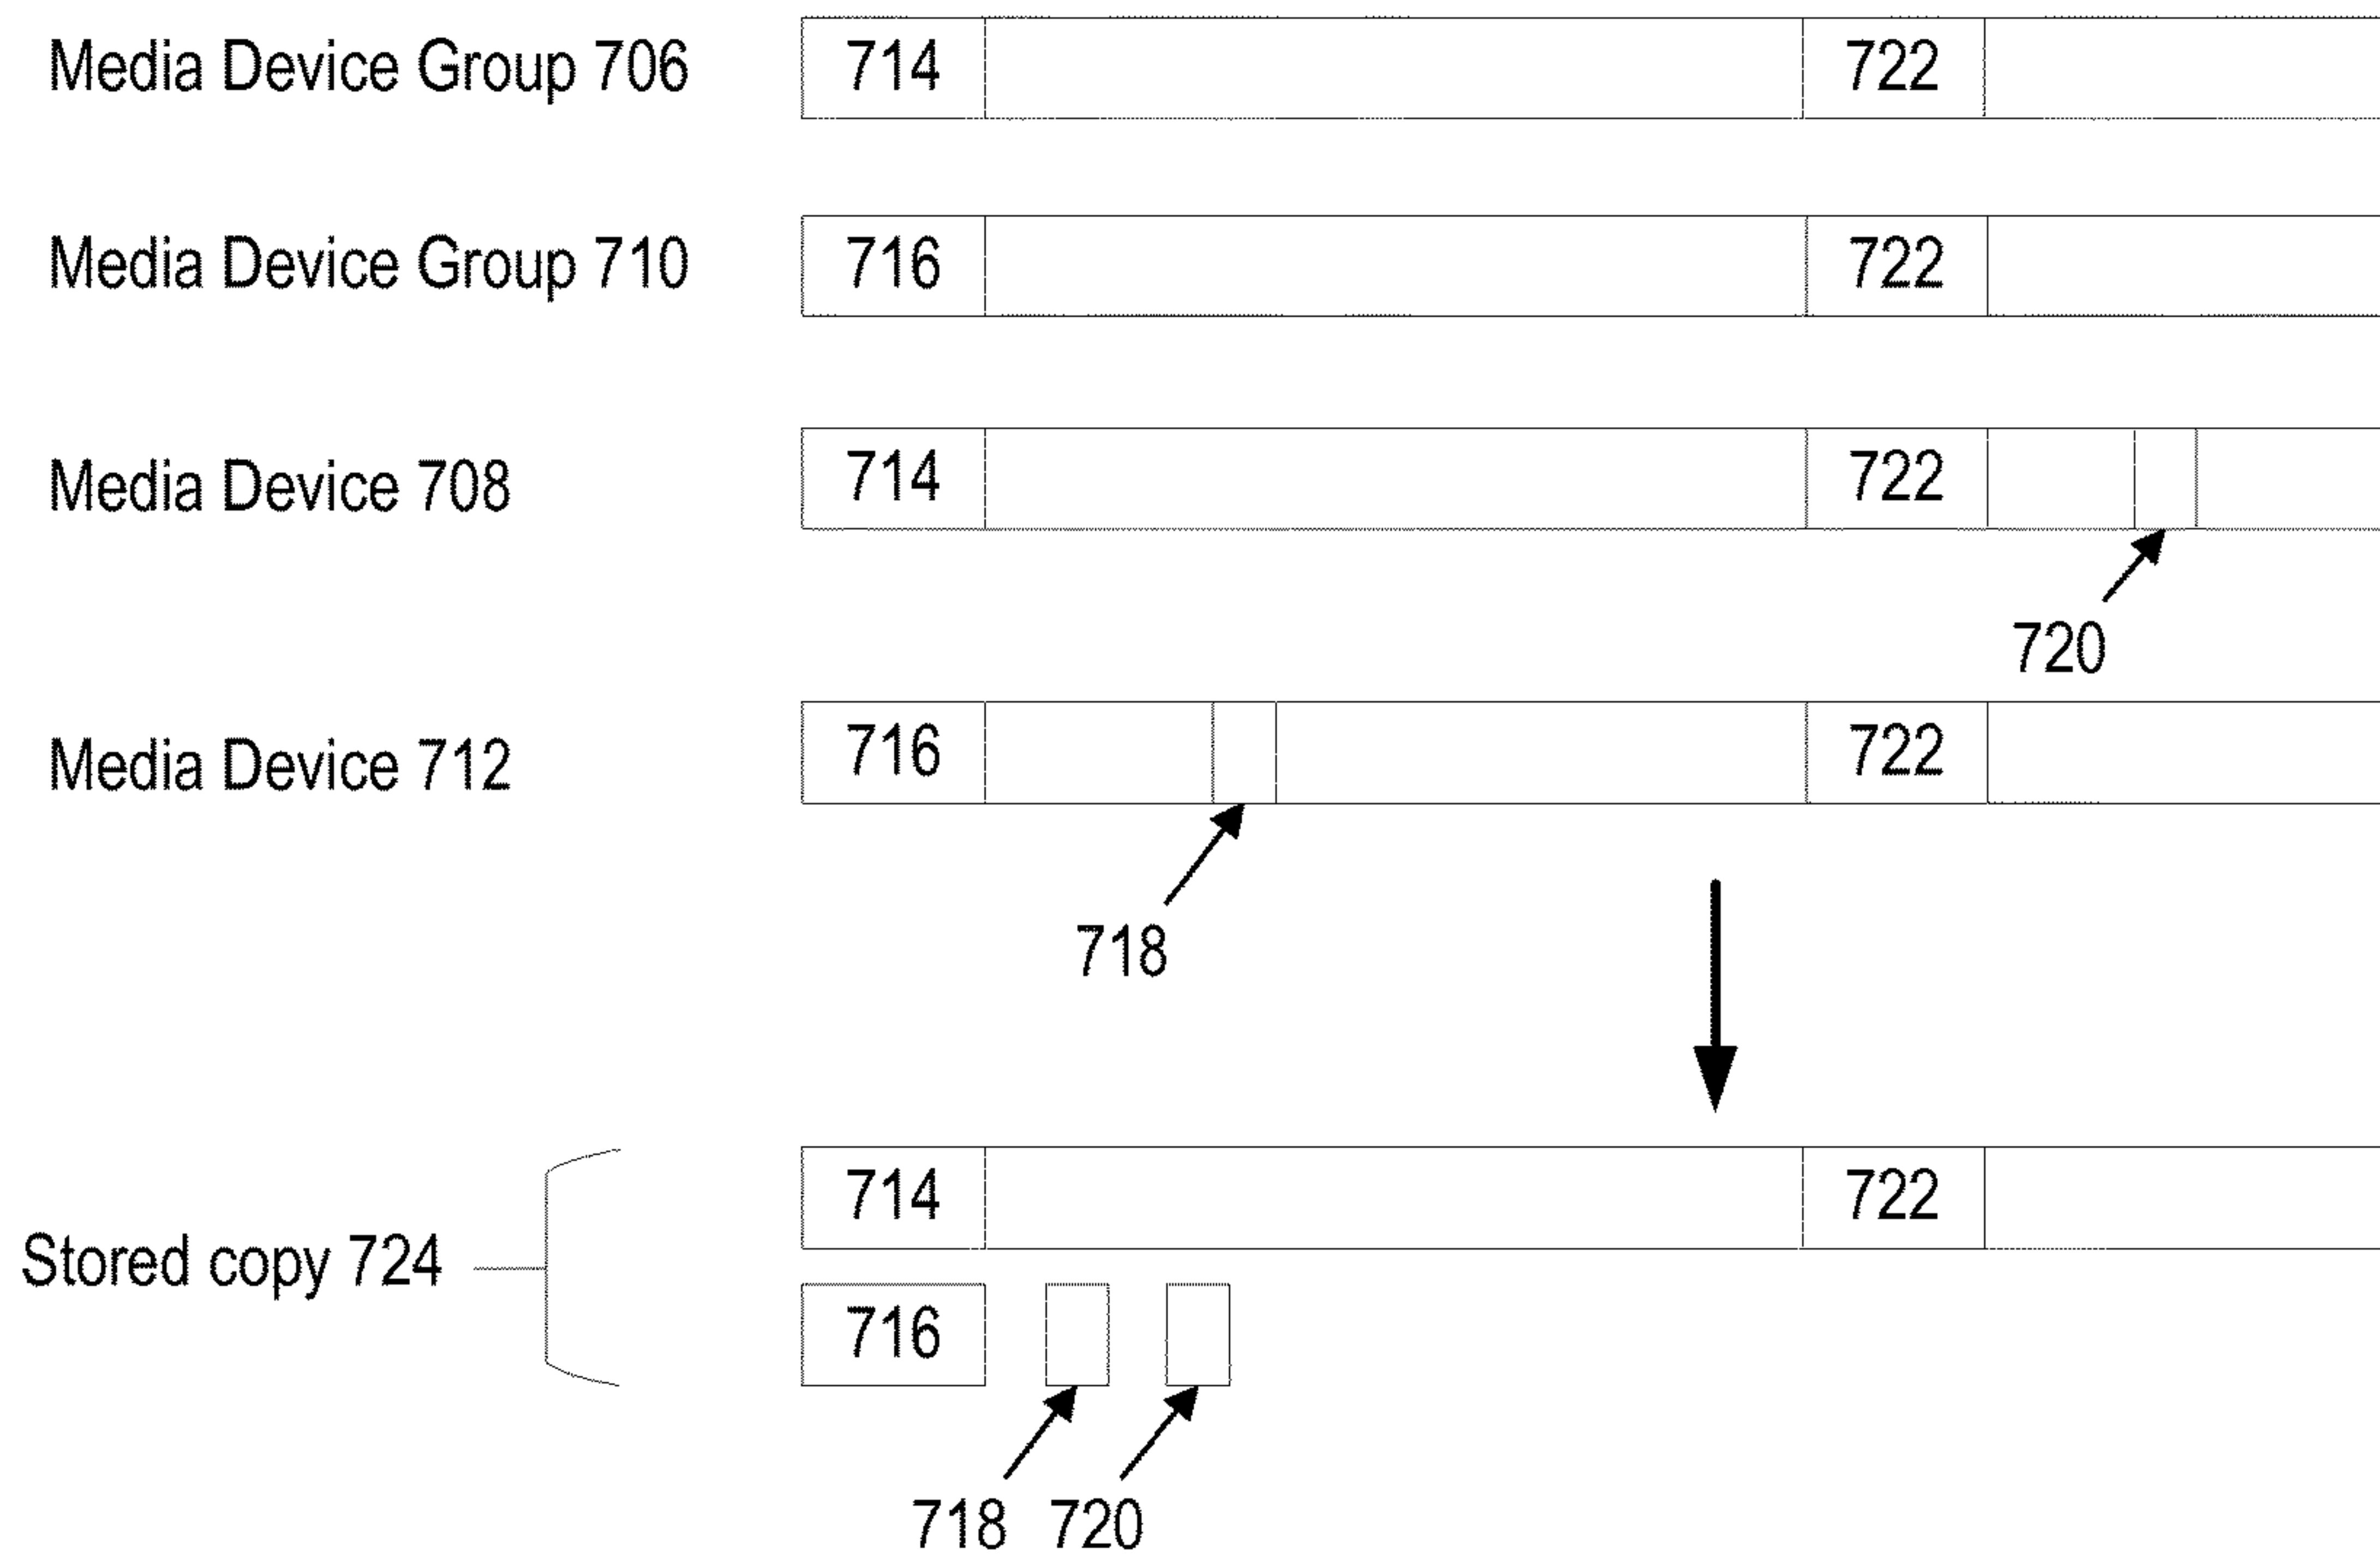 Media Device Group 706 714 722
Media Device Group 710 716 722
Media Device 708 714 722
720
Media Device 712 716 722
718
714 722
Stored copy 724
716
718 720